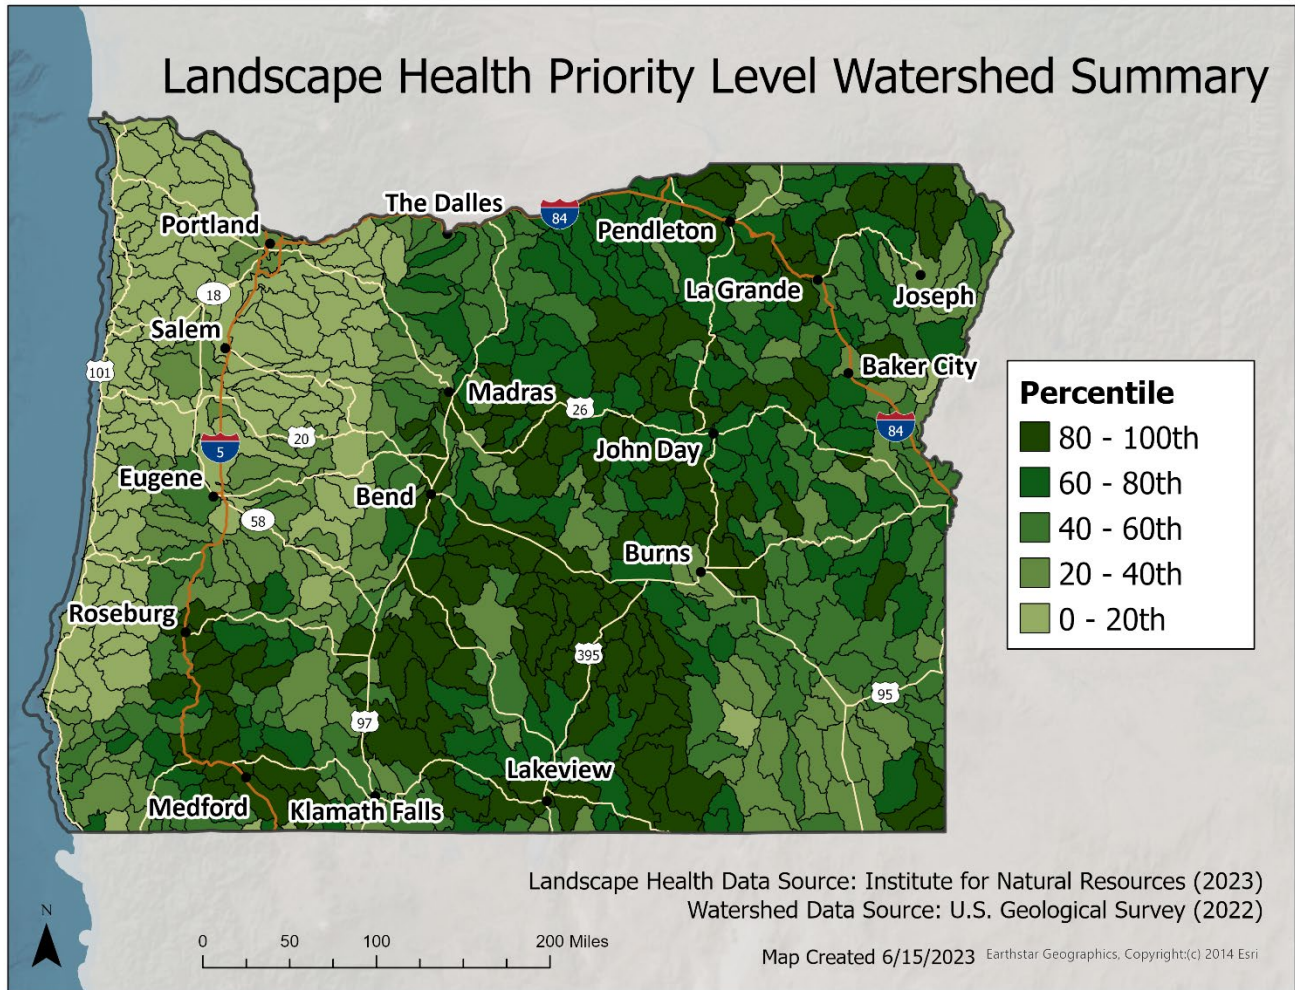 Landscape Health Priority Level Watershed Summary
The Dalles
84
Portland
Pendleton
La Grande
Joseph
18
Salem
101
Baker City
Madras
26
84
20
John Day
5
Eugene
Bend
58
Burns
Roseburg
395
95
97
Lakeview
Medford
Klamath Falls
Percentile
80 - 100th
60 - 80th
40 - 60th
20 - 40th
0 - 20th
Landscape Health Data Source: Institute for Natural Resources (2023)
Watershed Data Source: U.S. Geological Survey (2022)
N
0 50 100 200 Miles
Map Created 6/15/2023 Earthstar Geographics, Copyright:(c) 2014 Esri